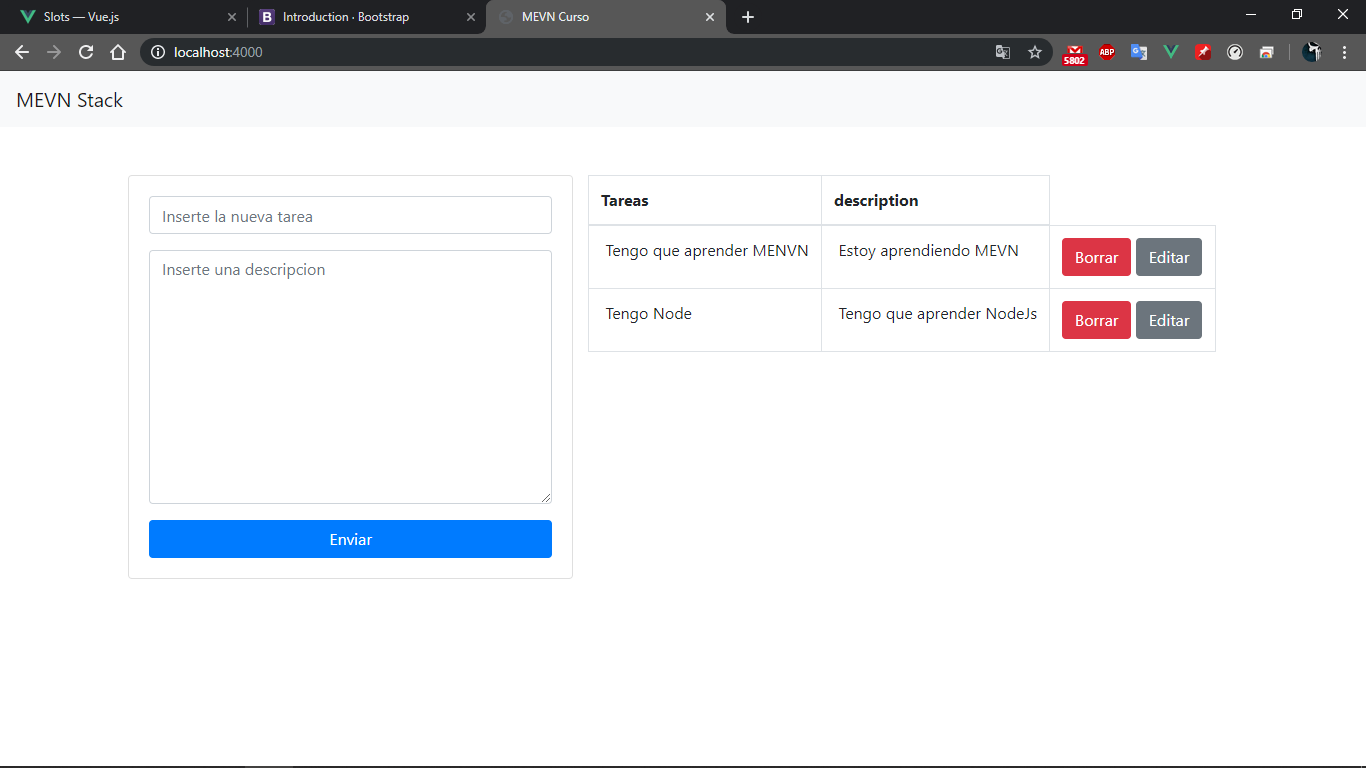 Slots — Vue.js
Introduction · Bootstrap
MEVN Curso
localhost:4000
5802
ABP
MEVN Stack
Inserte la nueva tarea
Inserte una descripcion
Enviar
Tareas description
Tengo que aprender MENVN Estoy aprendiendo MEVN Borrar Editar
Tengo Node Tengo que aprender NodeJs Borrar Editar